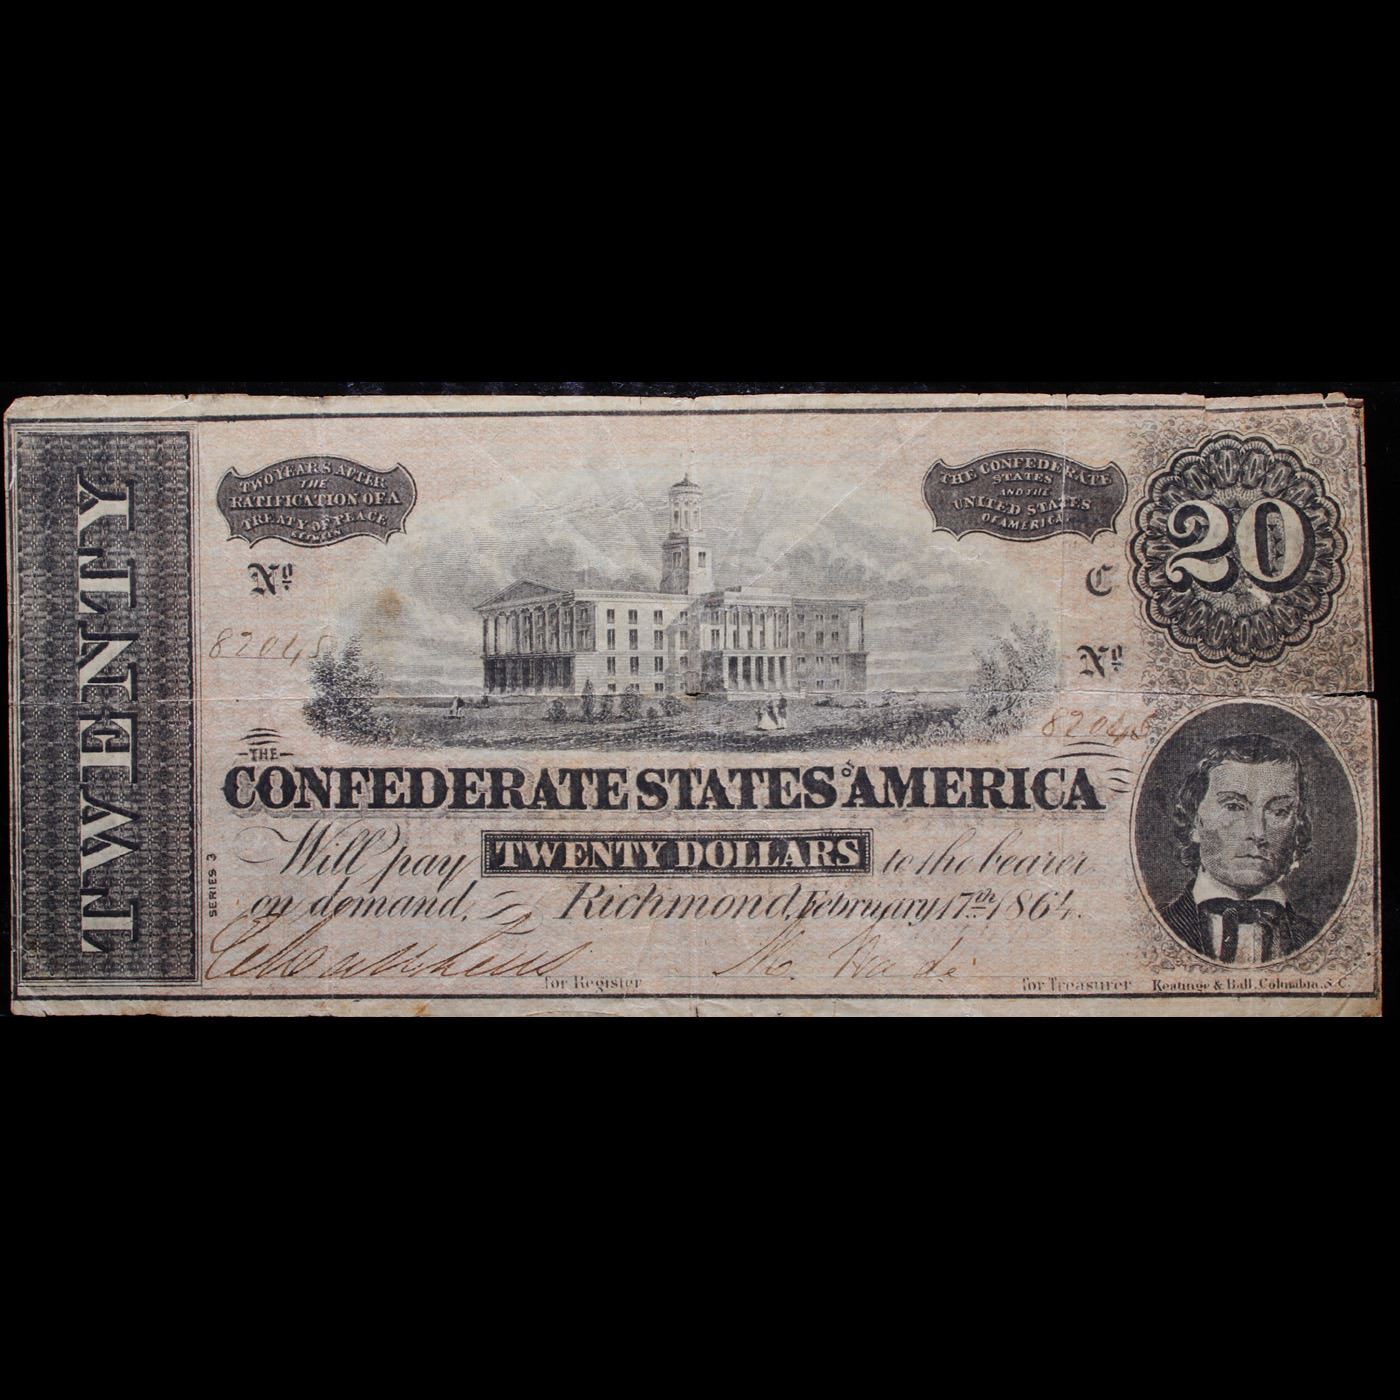 TWENTY
TWO YEARS AFTER
THE
RATIFICATION OF A
TREATY OF PEACE
BETWEEN
THE CONFEDERATE
STATES
AND THE
UNITED STATES
OF AMERICA.
20
Nº
C
82045
Nº
82045
THE
CONFEDERATE STATES OF AMERICA
Will pay TWENTY DOLLARS to the bearer
on demand, Richmond, February 17th 1864.
SERIES 3
for Register
for Treasurer
Keatinge & Ball, Columbia, S.C.